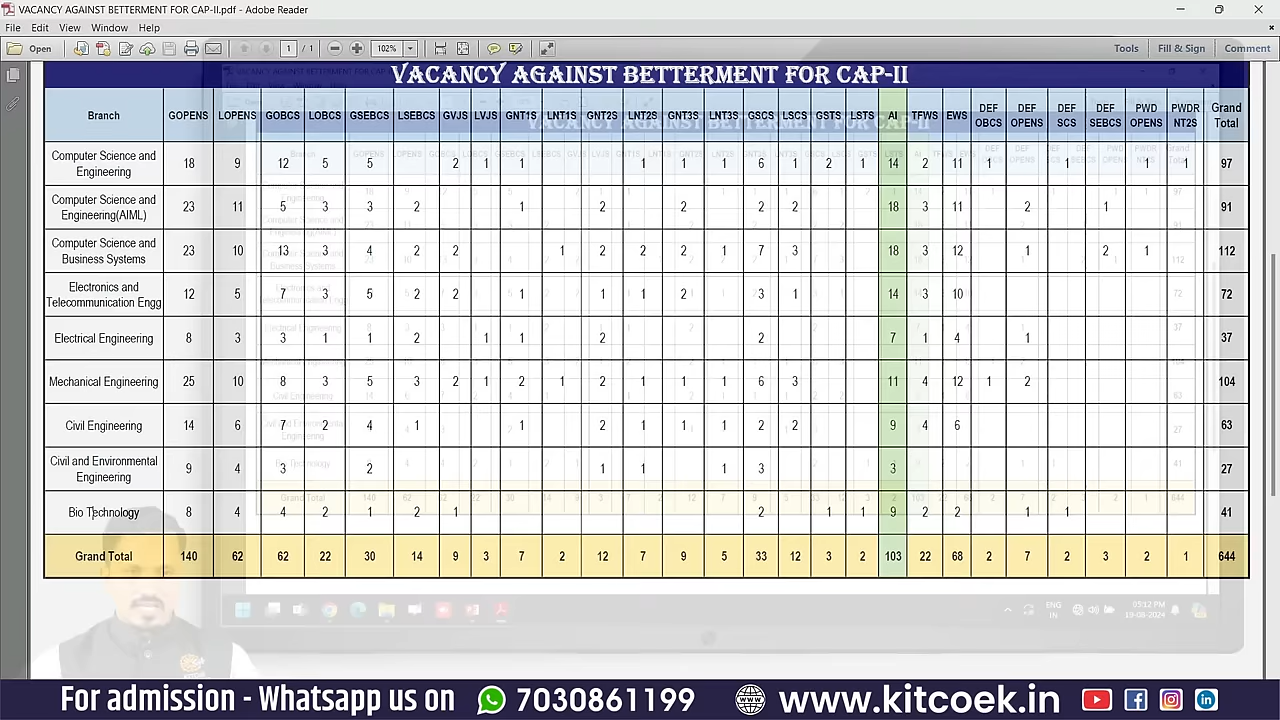 VACANCY AGAINST BETTERMENT FOR CAP-II.pdf - Adobe Reader
File Edit View Window Help
Open 1 / 1 102% Tools Fill & Sign Comment
VACANCY AGAINST BETTERMENT FOR CAP-II
Branch GOPENS LOPENS GOBCS LOBCS GSEBCS LSEBCS GVJS LVJS GNT1S LNT1S GNT2S LNT2S GNT3S LNT3S GSCS LSCS GSTS LSTS AI TFWS EWS DEF OBCS DEF OPENS DEF SCS DEF SEBCS PWD OPENS PWDR NT2S Grand Total
Computer Science and Engineering 18 9 12 5 5 2 1 1 1 1 1 6 1 2 1 14 2 11 1 1 1 1 97
Computer Science and Engineering(AIML) 23 11 5 3 3 2 1 2 2 2 2 18 3 11 2 1 91
Computer Science and Business Systems 23 10 13 3 4 2 2 1 2 2 2 1 7 3 18 3 12 1 2 1 112
Electronics and Telecommunication Engg 12 5 7 3 5 2 2 1 1 1 2 3 1 14 3 10 72
Electrical Engineering 8 3 3 1 1 2 1 1 2 2 7 1 4 1 37
Mechanical Engineering 25 10 8 3 5 3 2 1 2 1 2 1 1 1 6 3 11 4 12 1 2 104
Civil Engineering 14 6 7 2 4 1 1 2 1 1 1 2 2 9 4 6 63
Civil and Environmental Engineering 9 4 3 2 1 1 1 3 3 27
Bio Technology 8 4 4 2 1 2 1 2 1 1 9 2 2 1 1 41
Grand Total 140 62 62 22 30 14 9 3 7 2 12 7 9 5 33 12 3 2 103 22 68 2 7 2 3 2 1 644
ENG 05:12 PM
IN 19-08-2024
For admission - Whatsapp us on 7030861199 www.kitcoek.in